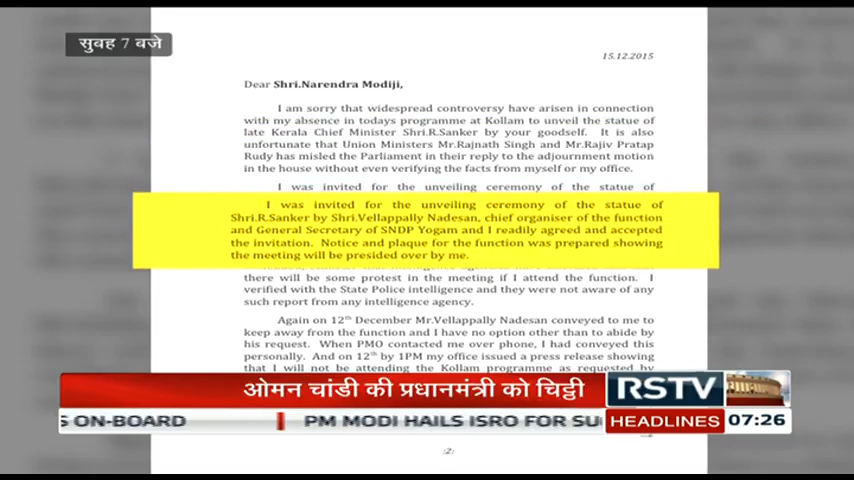 सुबह 7 बजे
15.12.2015
Dear Shri.Narendra Modiji,
I am sorry that widespread controversy have arisen in connection
with my absence in todays programme at Kollam to unveil the statue of
late Kerala Chief Minister Shri.R.Sanker by your goodself. It is also
unfortunate that Union Ministers Mr.Rajnath Singh and Mr.Rajiv Pratap
Rudy has misled the Parliament in their reply to the adjournment motion
in the house without even verifying the facts from myself or my office.
I was invited for the unveiling ceremony of the statue of
I was invited for the unveiling ceremony of the statue of
Shri.R.Sanker by Shri.Vellappally Nadesan, chief organiser of the function
and General Secretary of SNDP Yogam and I readily agreed and accepted
the invitation. Notice and plaque for the function was prepared showing
the meeting will be presided over by me.
there will be some protest in the meeting if I attend the function. I
verified with the State Police intelligence and they were not aware of any
such report from any intelligence agency.
Again on 12th December Mr.Vellappally Nadesan conveyed to me to
keep away from the function and I have no option other than to abide by
his request. When PMO contacted me over phone, I had conveyed this
personally. And on 12th by 1PM my office issued a press release showing
that I will not be attending the Kollam programme as requested by
ओमन चांडी की प्रधानमंत्री को चिट्ठी
RSTV
S ON-BOARD PM MODI HAILS ISRO FOR SU
HEADLINES 07:26
:2: